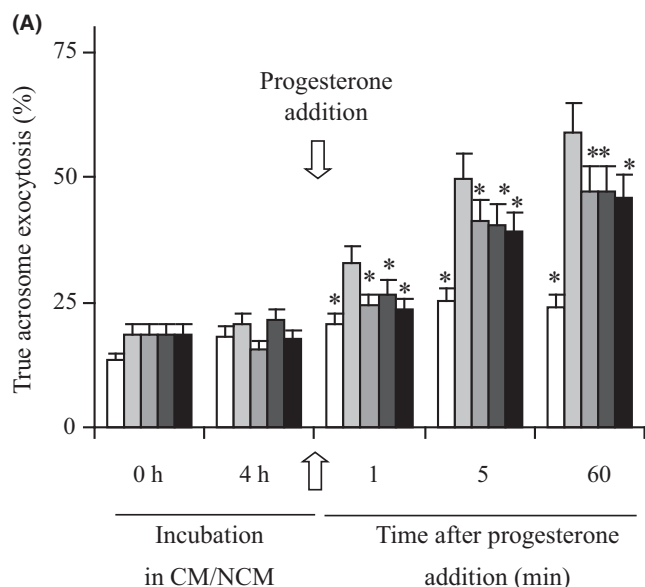 (A)
75
Progesterone
addition
50
25
0
True acrosome exocytosis (%)
* * * *
* * * *
* ** *
0 h 4 h 1 5 60
Incubation
in CM/NCM
Time after progesterone
addition (min)